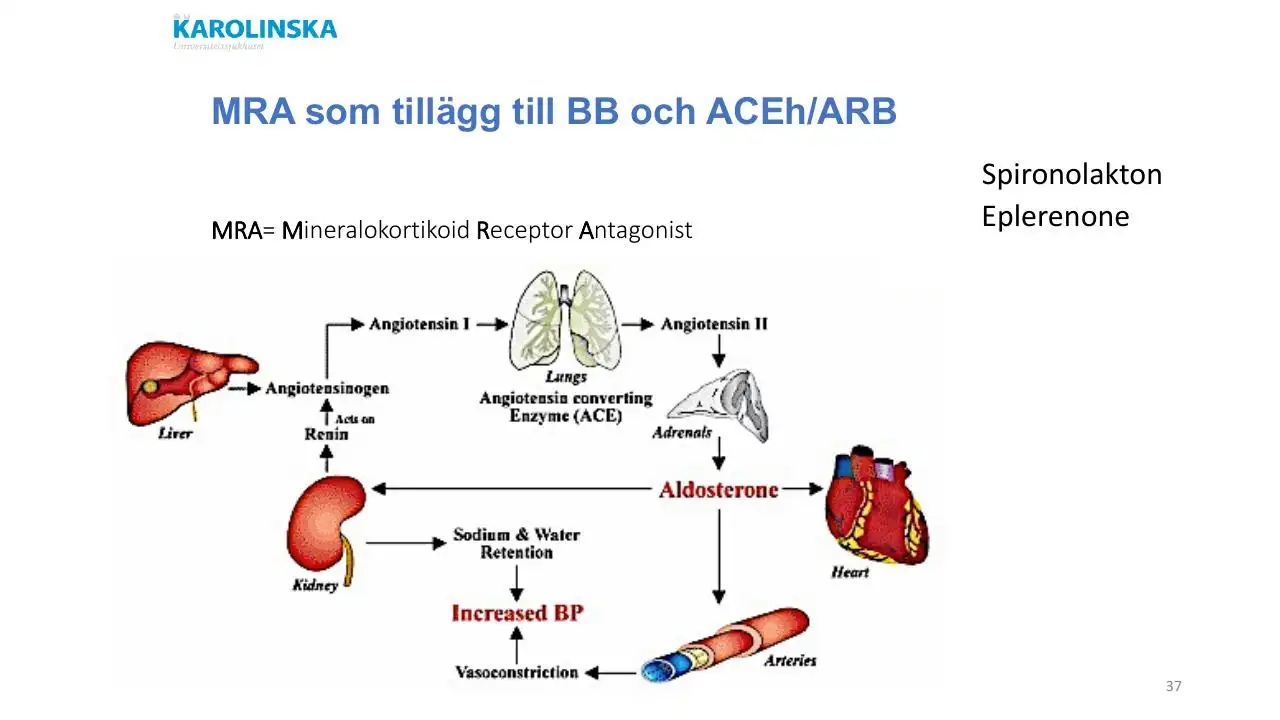 KAROLINSKA
Universitetssjukhuset
MRA som tillägg till BB och ACEh/ARB
Spironolakton
Eplerenone
MRA= Mineralokortikoid Receptor Antagonist
Angiotensin I
Angiotensin II
Lungs
Angiotensin converting
Enzyme (ACE)
Angiotensinogen
Liver
Acts on
Renin
Adrenals
Aldosterone
Sodium & Water
Retention
Kidney
Heart
Increased BP
Vasoconstriction
Arteries
37